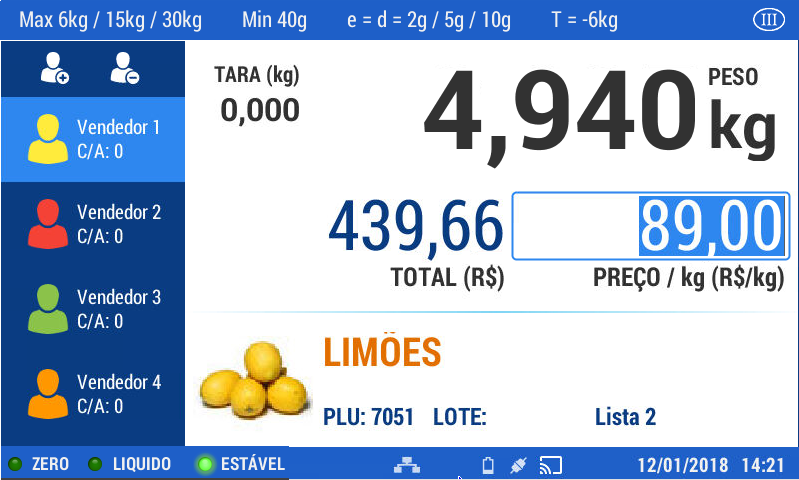 Max 6kg / 15kg / 30kg Min 40g e = d = 2g / 5g / 10g T = -6kg III
TARA (kg)
0,000
4,940
PESO
kg
Vendedor 1
C/A: 0
Vendedor 2
C/A: 0
Vendedor 3
C/A: 0
Vendedor 4
C/A: 0
439,66
TOTAL (R$)
89,00
PREÇO / kg (R$/kg)
LIMÕES
PLU: 7051 LOTE: Lista 2
ZERO LIQUIDO ESTÁVEL 12/01/2018 14:21